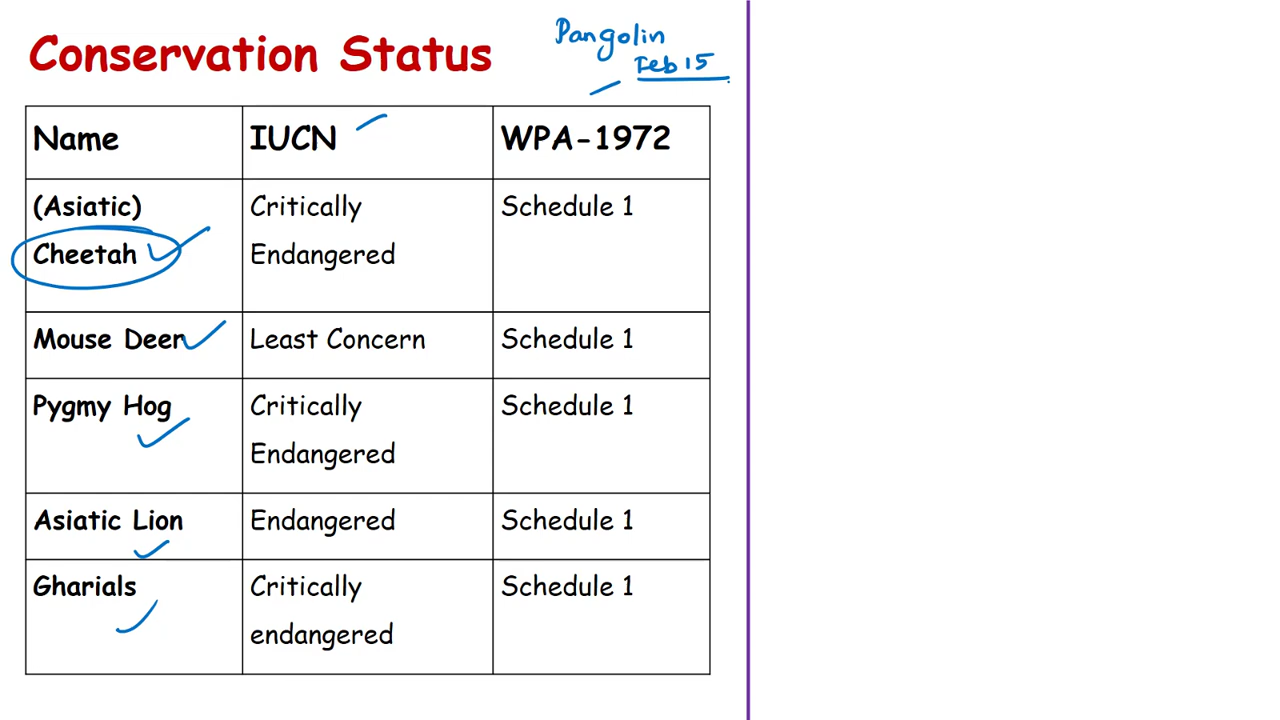 Conservation Status
Pangolin
Feb 15
Name IUCN WPA-1972
(Asiatic) Critically Schedule 1
Cheetah Endangered
Mouse Deer Least Concern Schedule 1
Pygmy Hog Critically Schedule 1
Endangered
Asiatic Lion Endangered Schedule 1
Gharials Critically Schedule 1
endangered